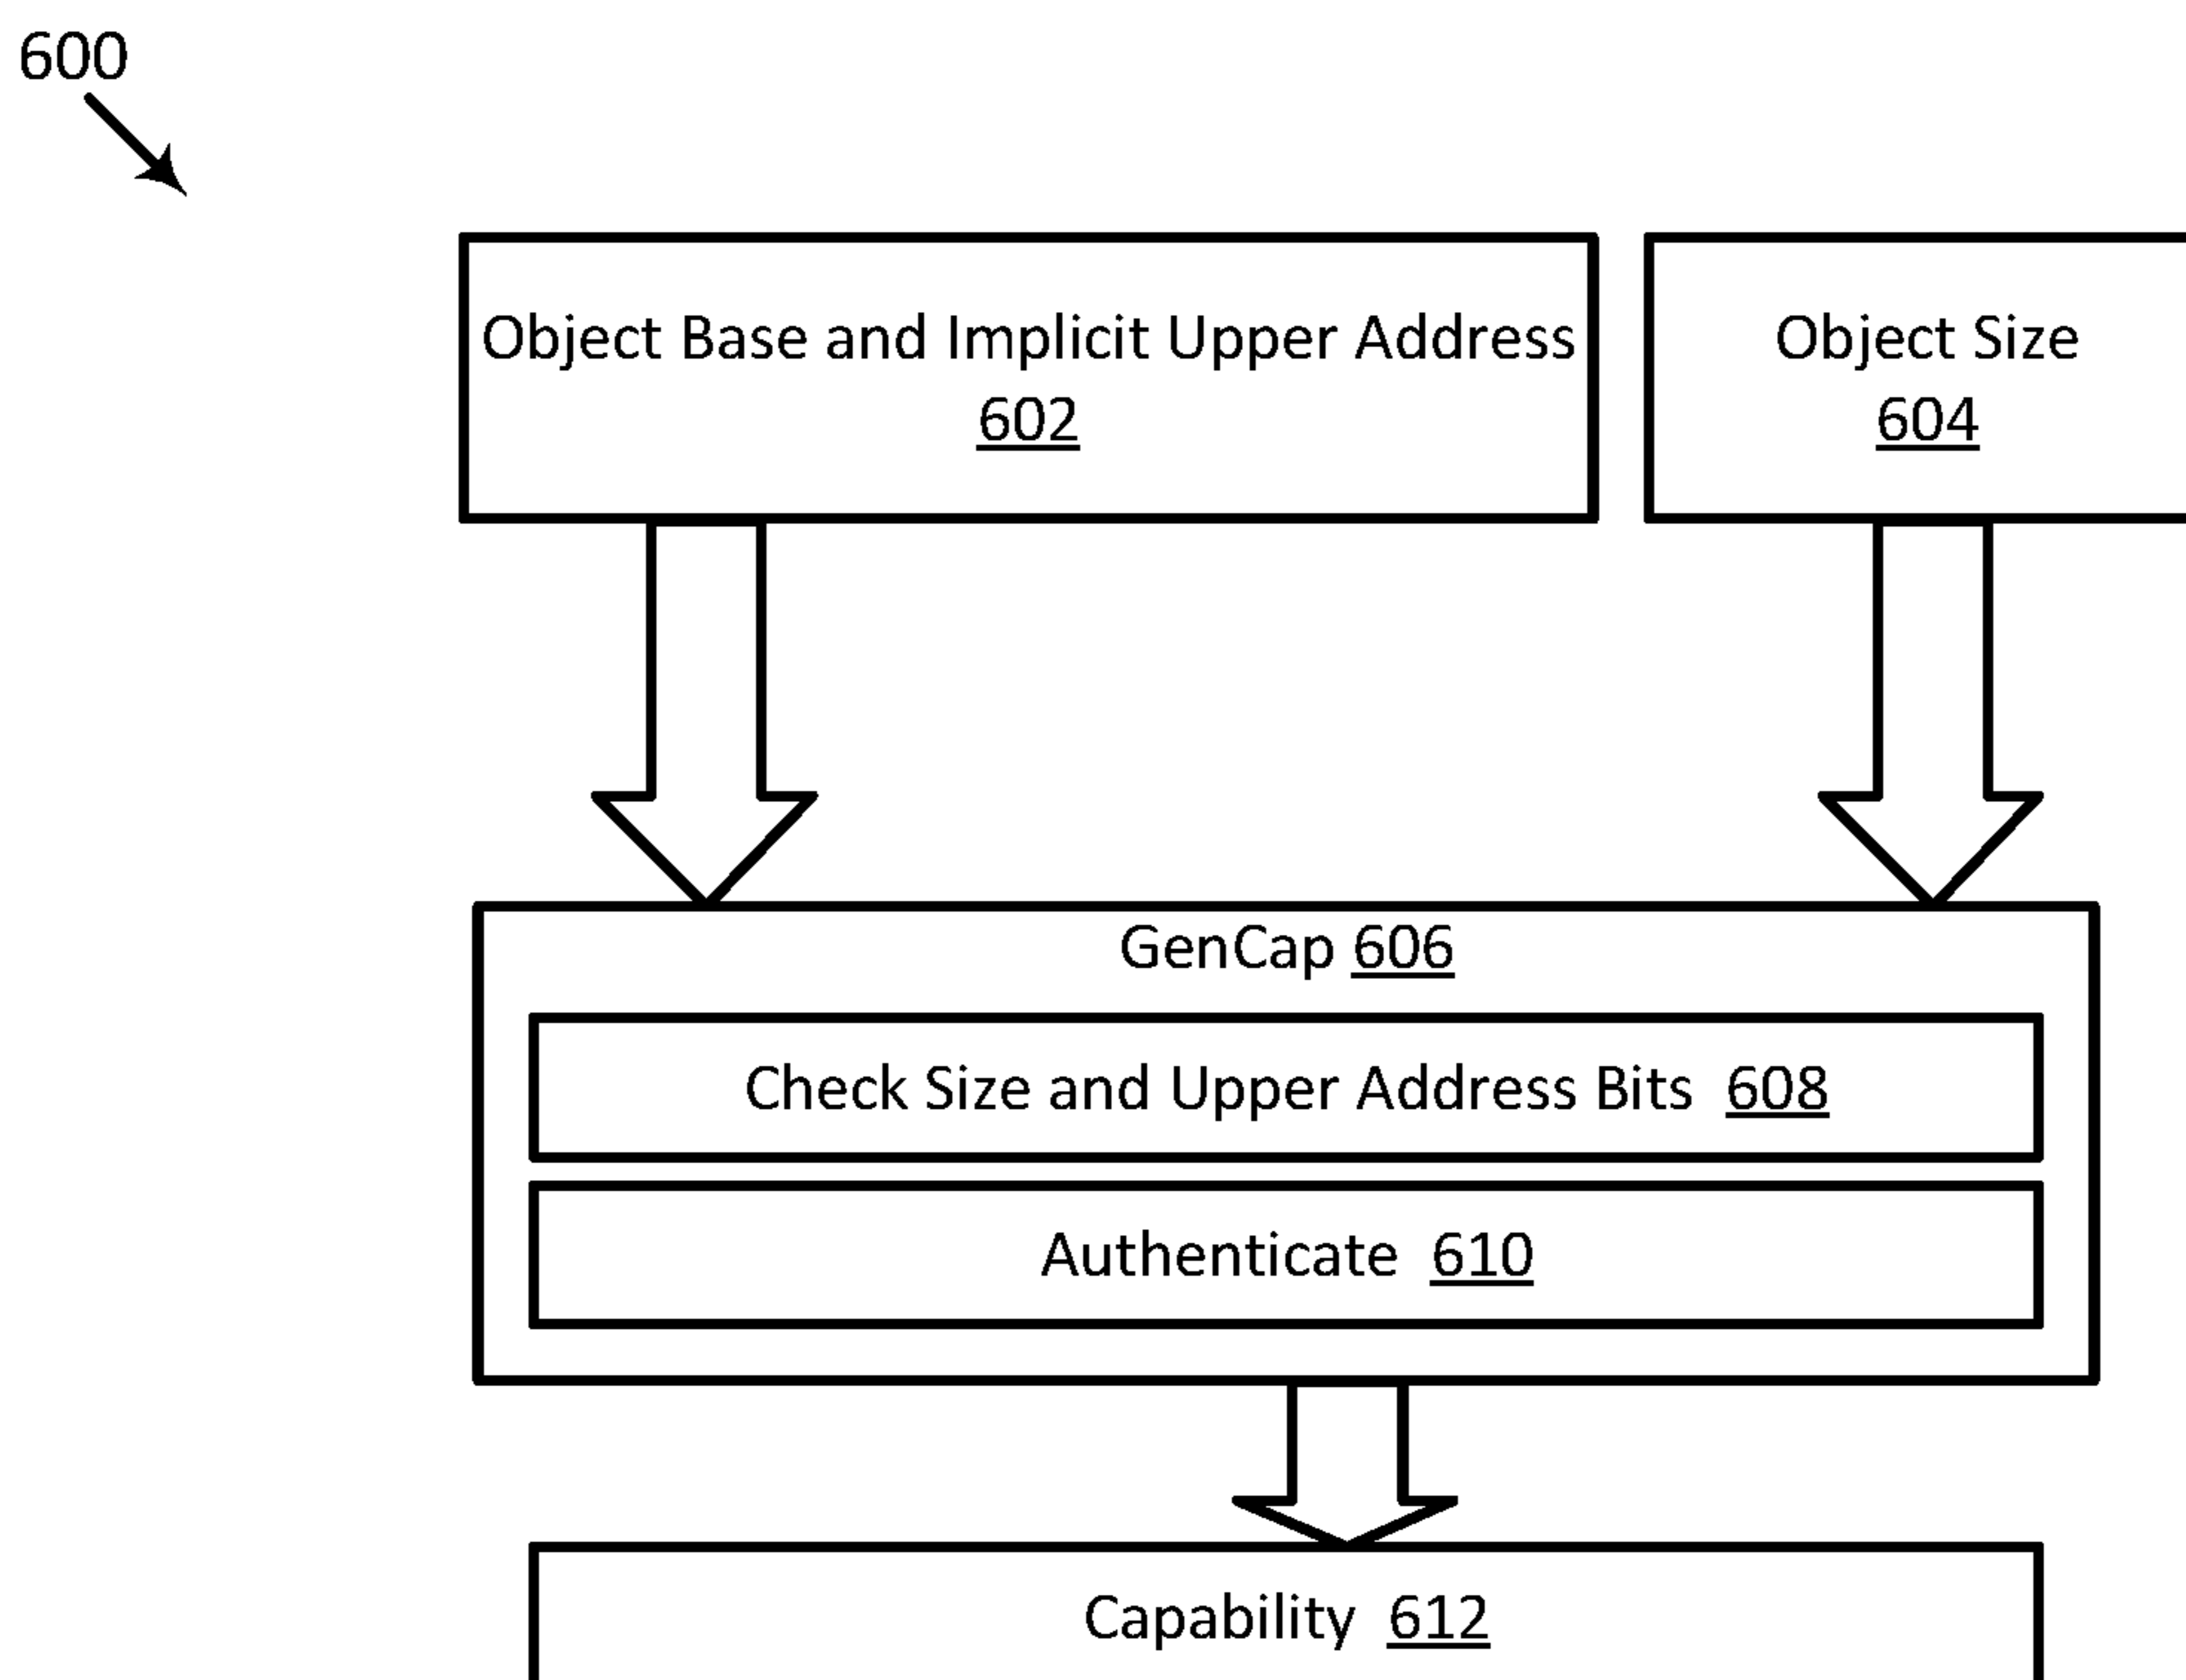 600
Object Base and Implicit Upper Address
602
Object Size
604
GenCap 606
Check Size and Upper Address Bits 608
Authenticate 610
Capability 612